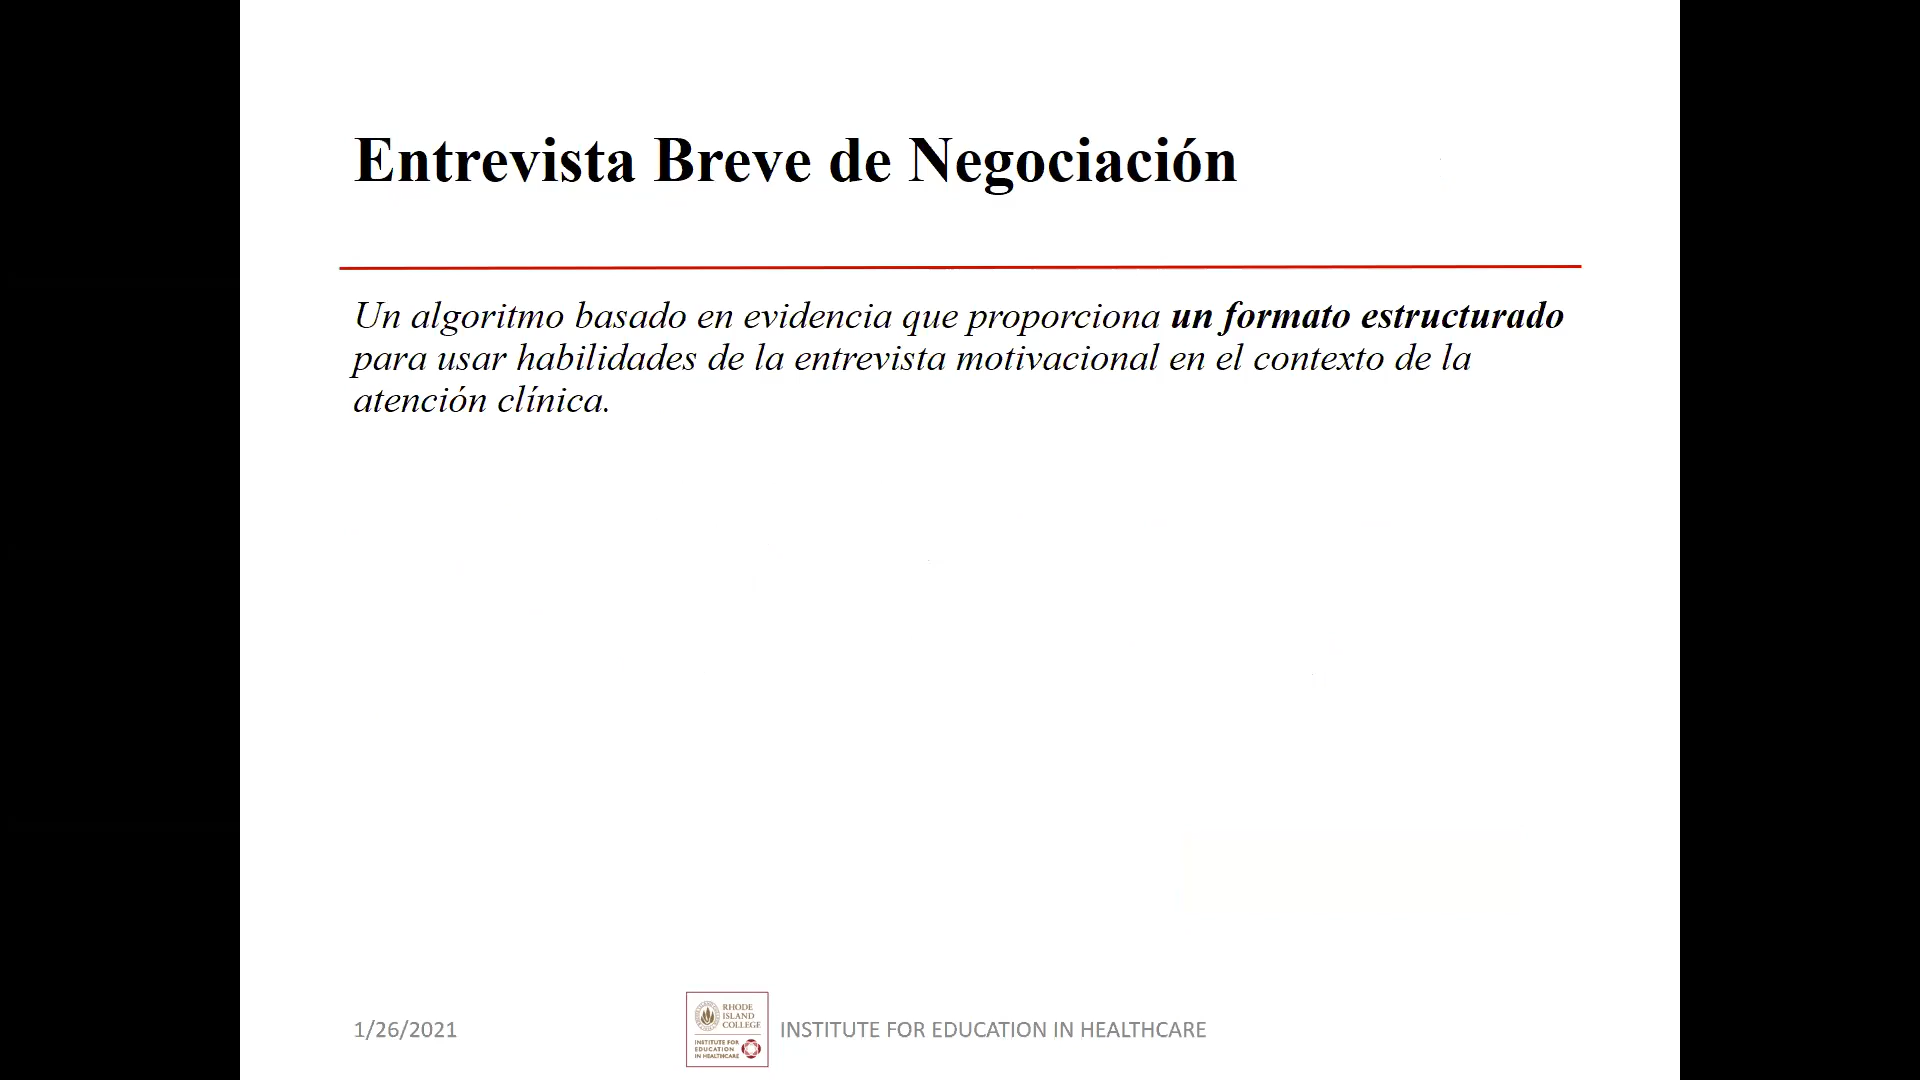 Entrevista Breve de Negociación
Un algoritmo basado en evidencia que proporciona un formato estructurado
para usar habilidades de la entrevista motivacional en el contexto de la
atención clínica.
1/26/2021
RHODE
ISLAND
COLLEGE
INSTITUTE FOR
EDUCATION
IN HEALTHCARE
INSTITUTE FOR EDUCATION IN HEALTHCARE